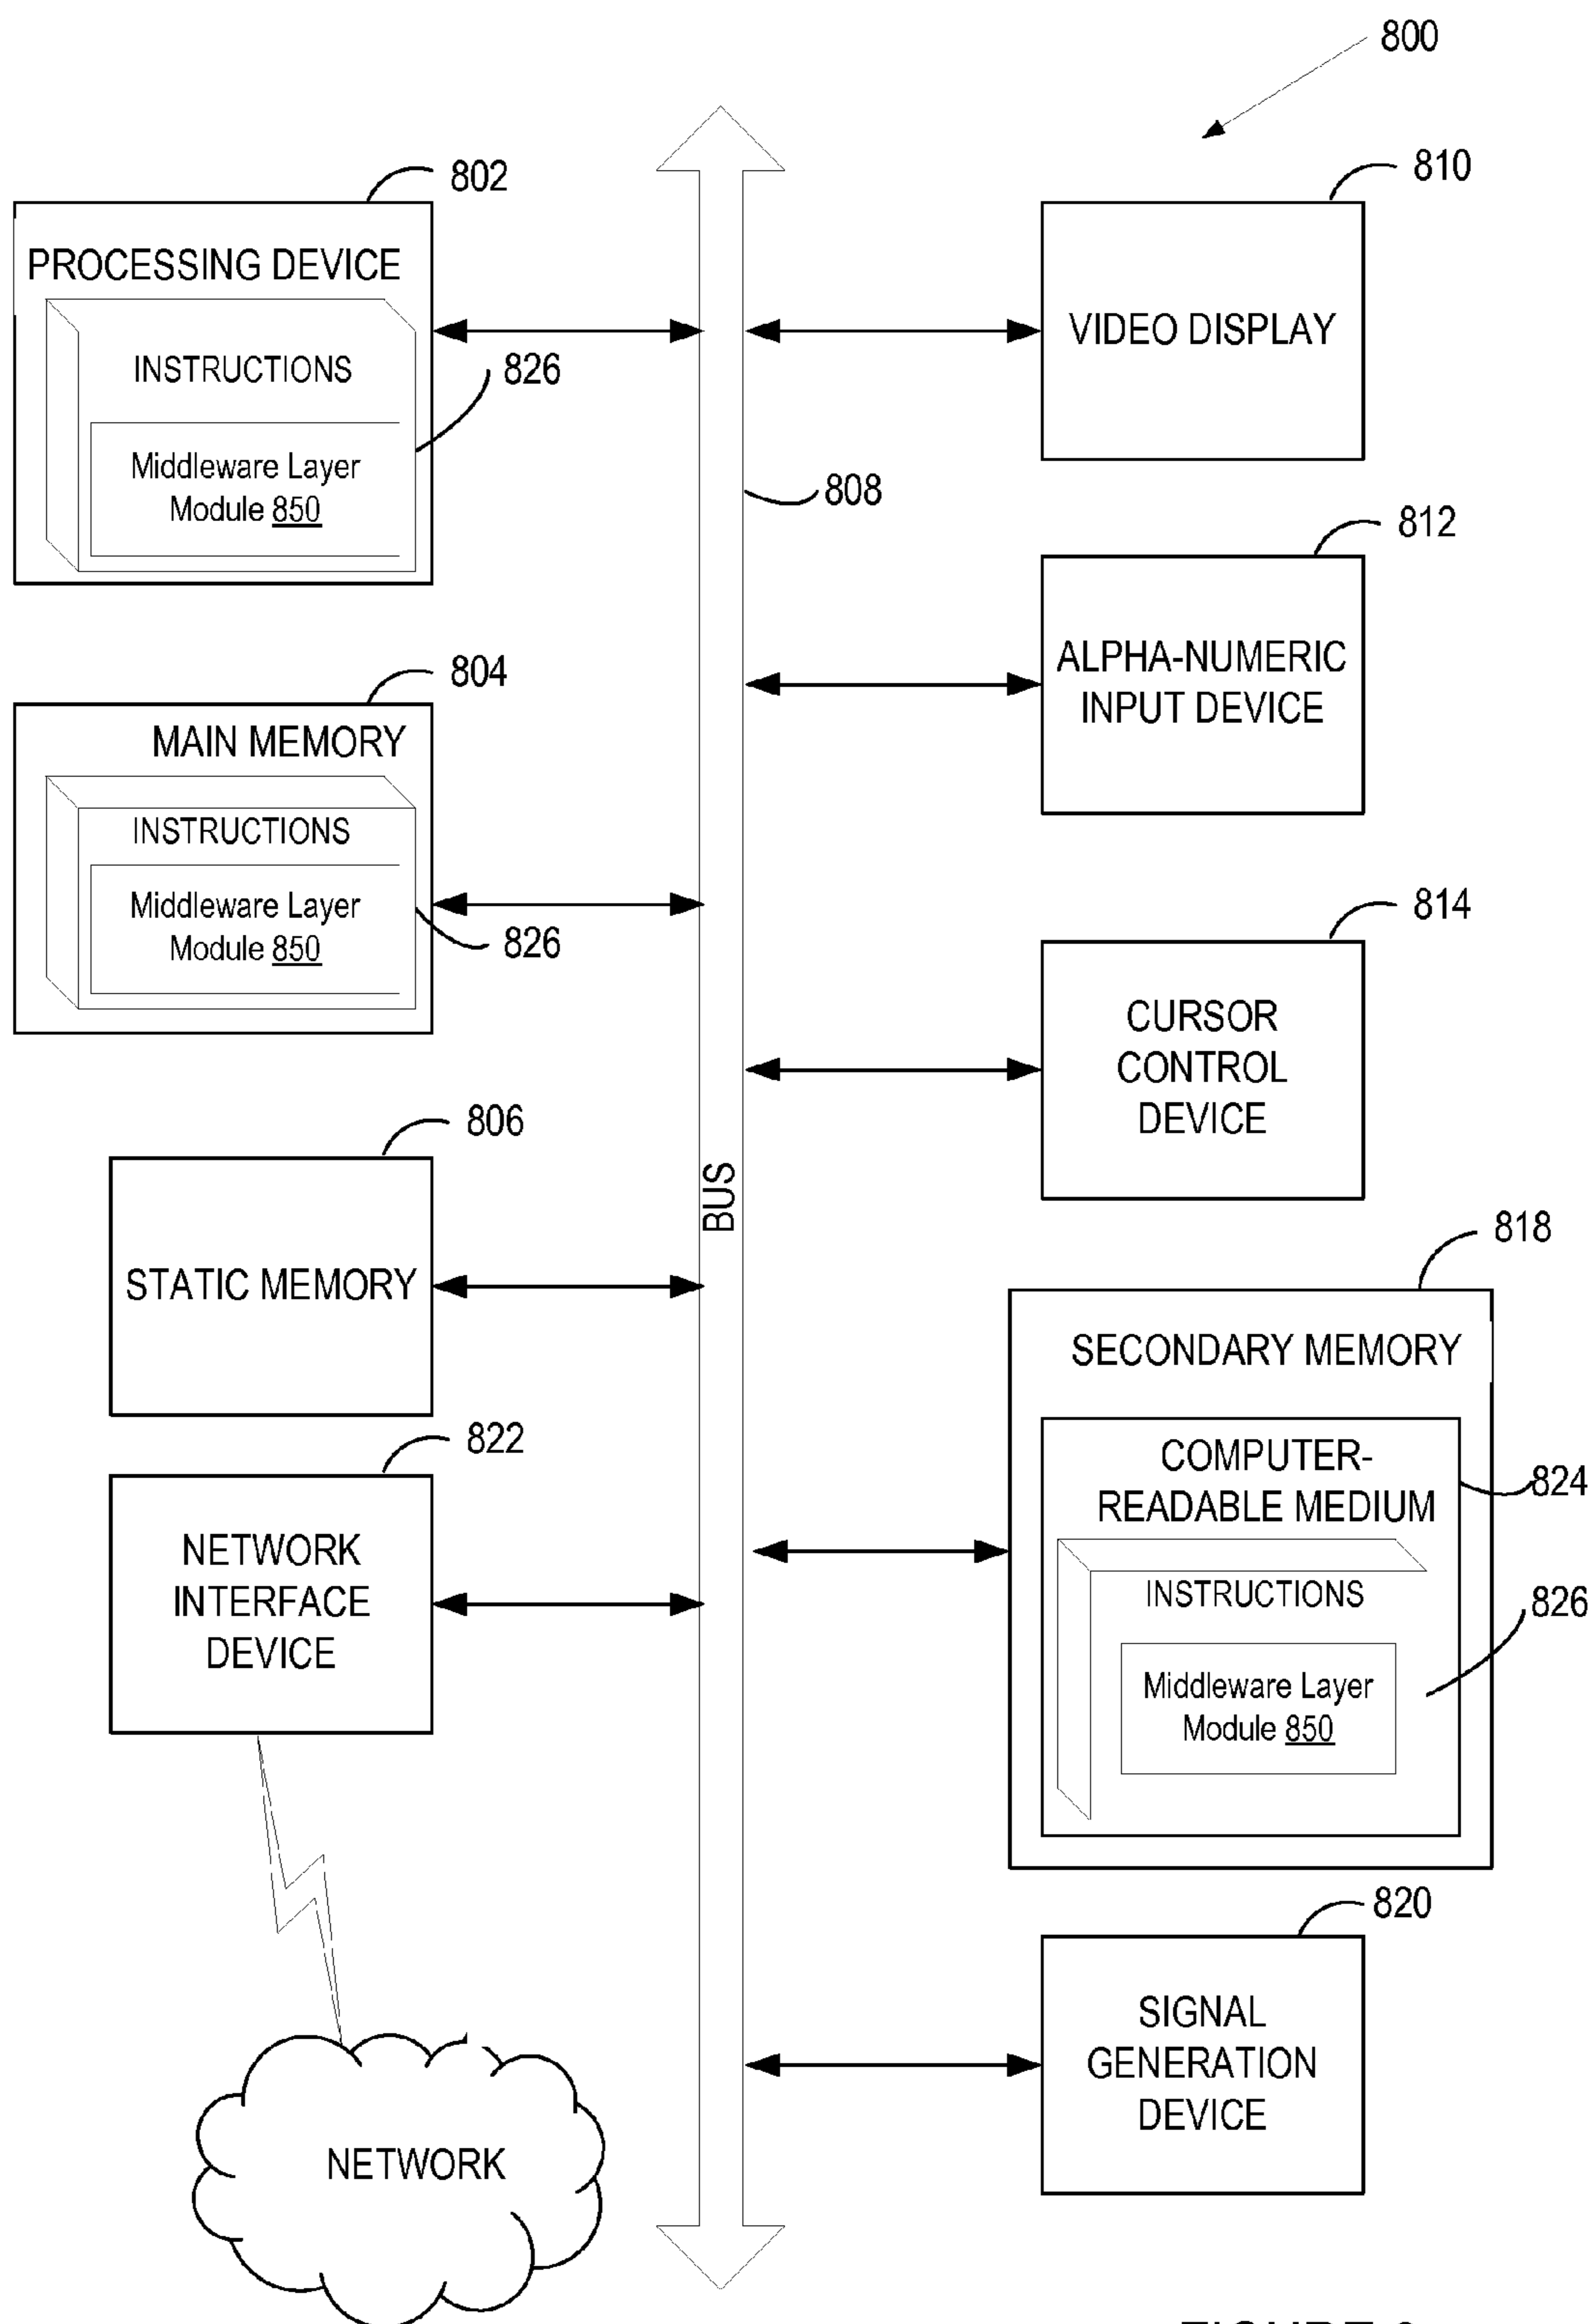 800
802
PROCESSING DEVICE
INSTRUCTIONS
826
Middleware Layer
Module 850
804
MAIN MEMORY
INSTRUCTIONS
Middleware Layer
Module 850
826
806
STATIC MEMORY
822
NETWORK
INTERFACE
DEVICE
NETWORK
808
BUS
810
VIDEO DISPLAY
812
ALPHA-NUMERIC
INPUT DEVICE
814
CURSOR
CONTROL
DEVICE
818
SECONDARY MEMORY
COMPUTER-
READABLE MEDIUM
824
INSTRUCTIONS
826
Middleware Layer
Module 850
820
SIGNAL
GENERATION
DEVICE